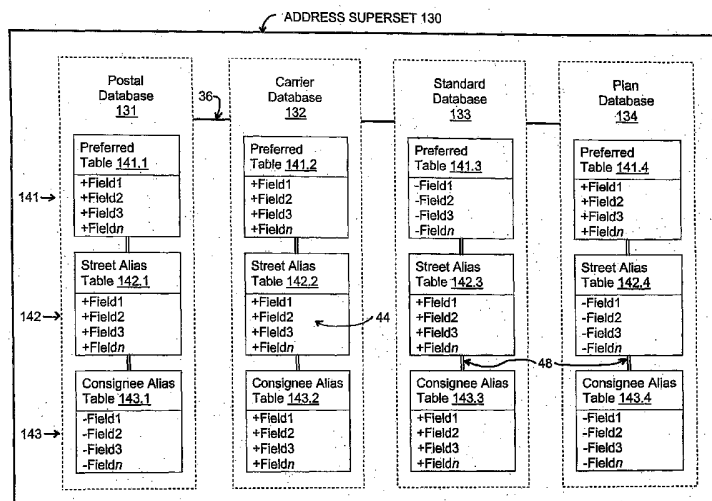 ADDRESS SUPERSET 130
Postal
Database
131
36
Carrier
Database
132
Standard
Database
133
Plan
Database
134
141
Preferred
Table 141.1
+Field1
+Field2
+Field3
+Fieldn
Preferred
Table 141.2
+Field1
+Field2
+Field3
+Fieldn
Preferred
Table 141.3
-Field1
-Field2
-Field3
-Fieldn
Preferred
Table 141.4
+Field1
+Field2
+Field3
+Fieldn
142
Street Alias
Table 142.1
+Field1
+Field2
+Field3
+Fieldn
Street Alias
Table 142.2
+Field1
+Field2
+Field3
+Fieldn
44
Street Alias
Table 142.3
+Field1
+Field2
+Field3
+Fieldn
Street Alias
Table 142.4
-Field1
-Field2
-Field3
-Fieldn
48
143
Consignee Alias
Table 143.1
-Field1
-Field2
-Field3
-Fieldn
Consignee Alias
Table 143.2
+Field1
+Field2
+Field3
+Fieldn
Consignee Alias
Table 143.3
+Field1
+Field2
+Field3
+Fieldn
Consignee Alias
Table 143.4
-Field1
-Field2
-Field3
-Fieldn